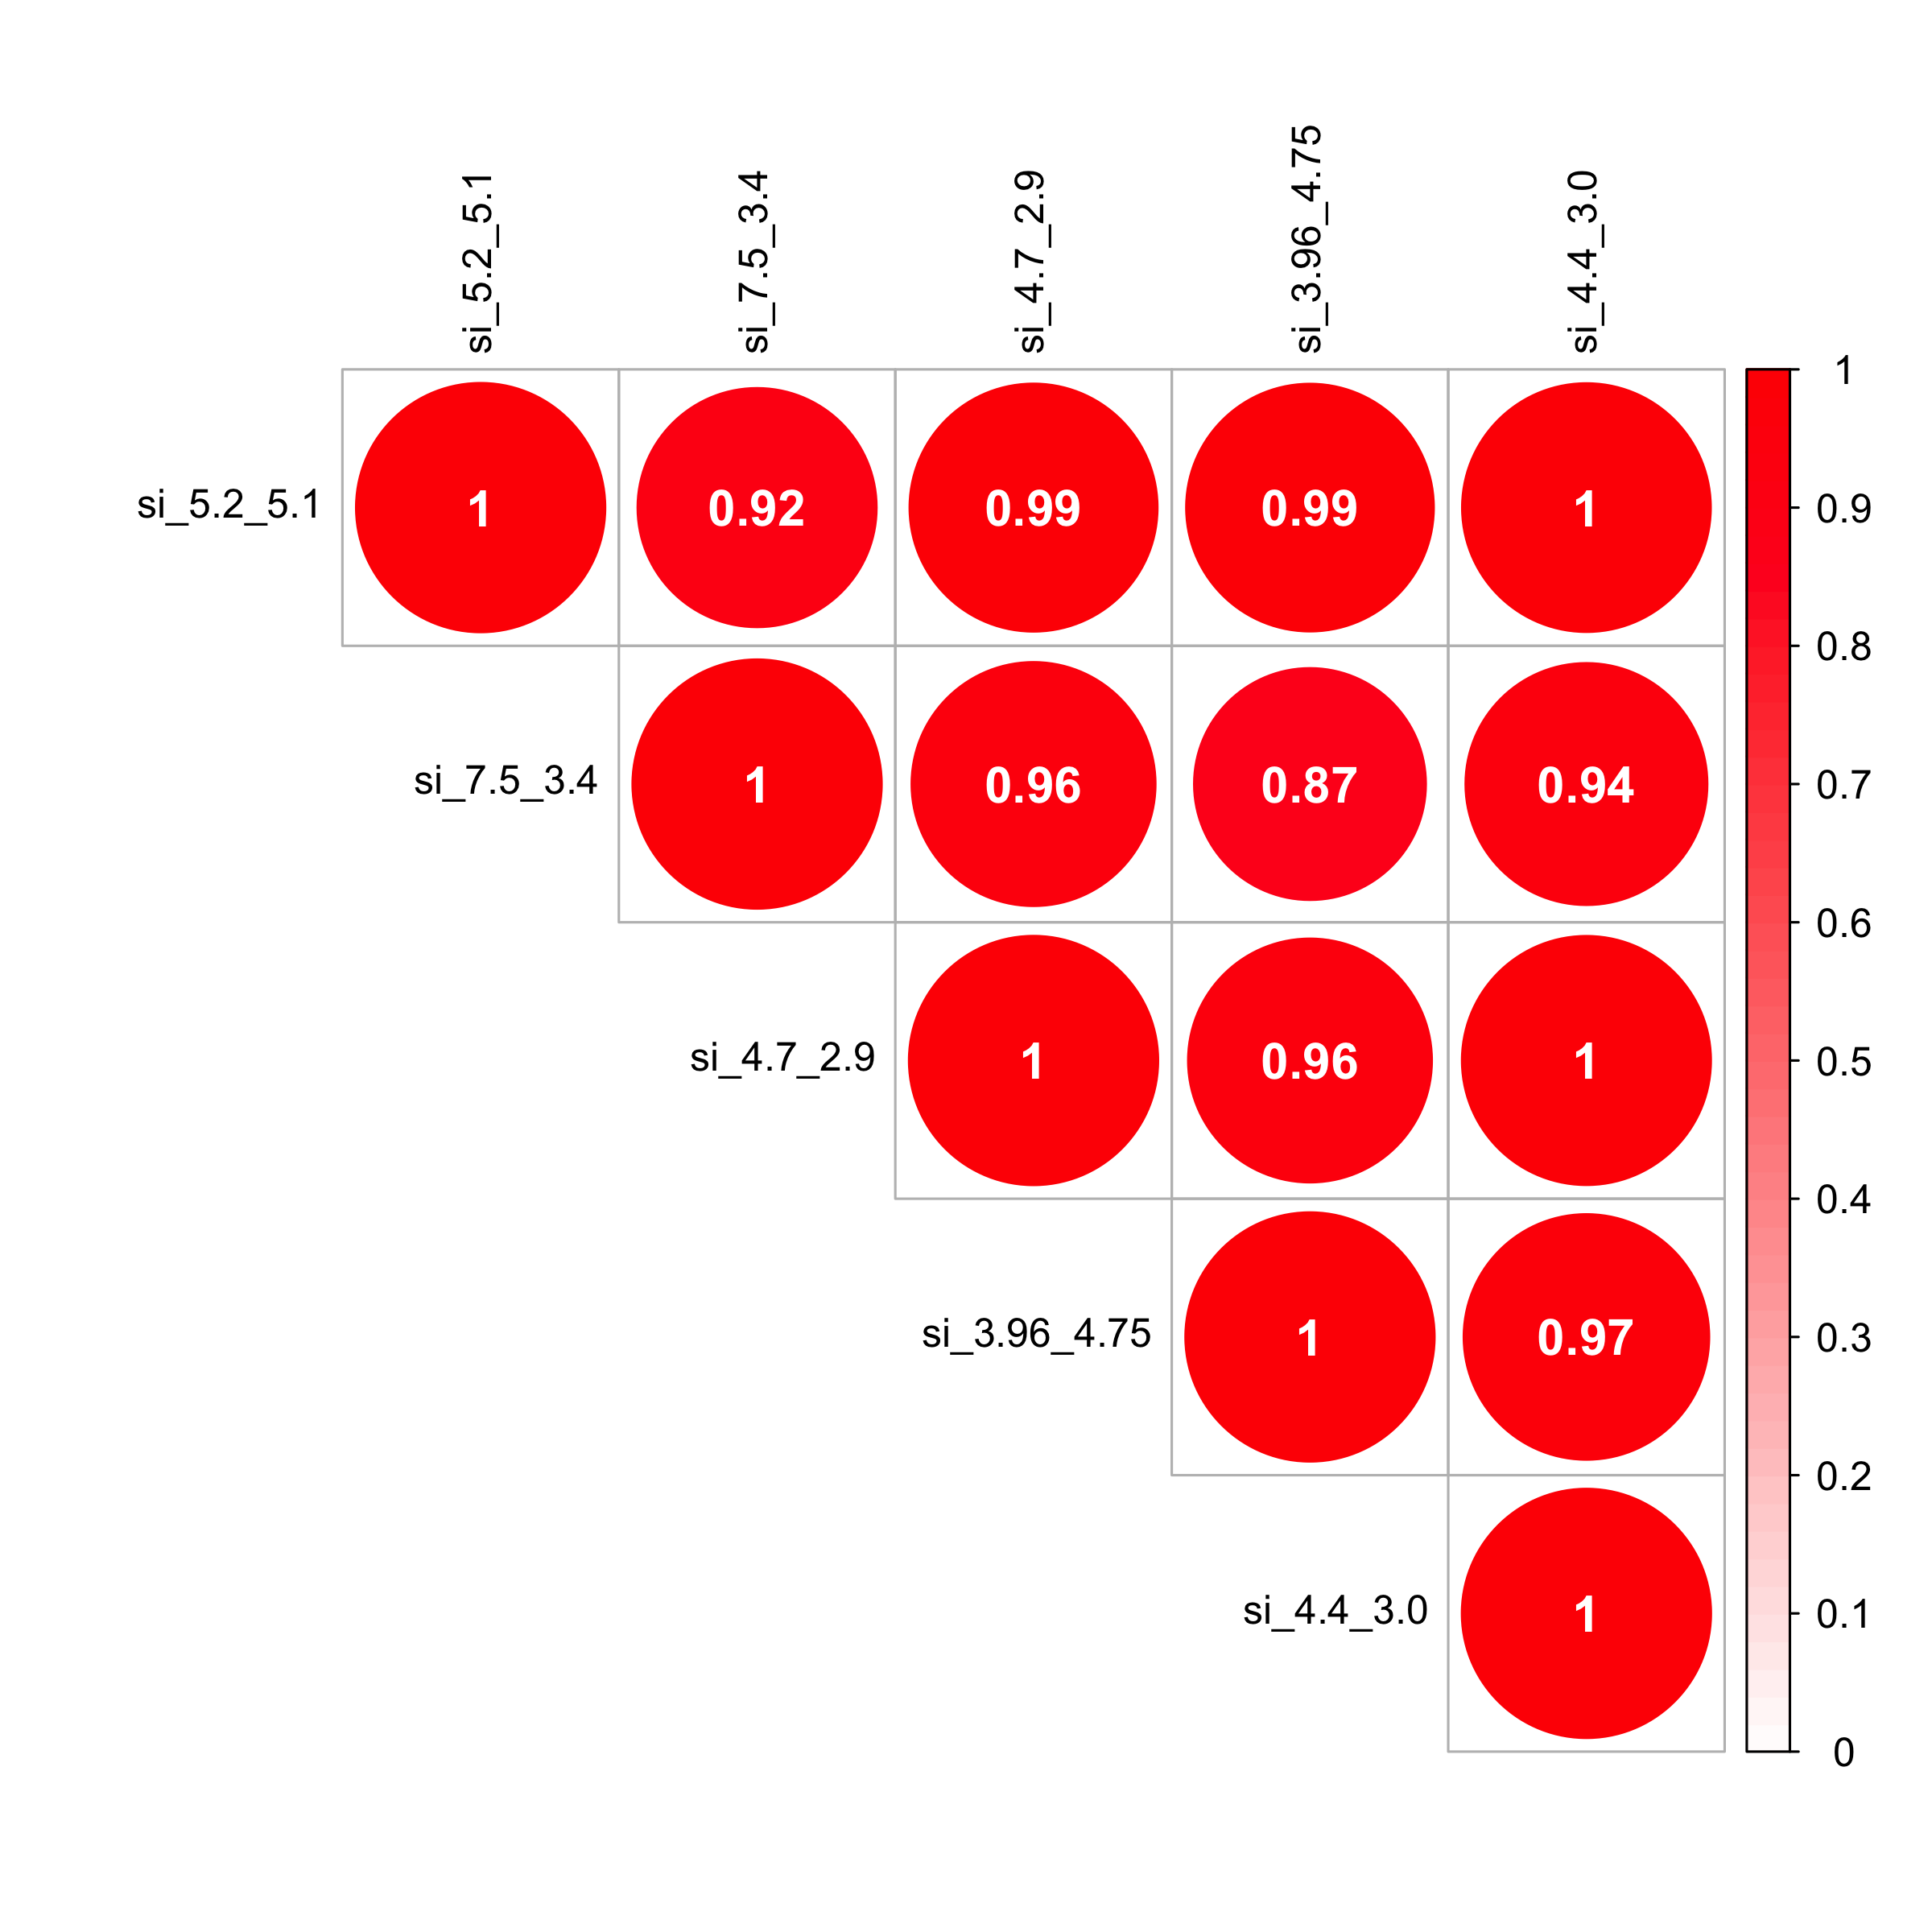 si_5.2_5.1
si_7.5_3.4
si_4.7_2.9
si_3.96_4.75
si_4.4_3.0
1
si_5.2_5.1 1 0.92 0.99 0.99 1
0.9
0.8
si_7.5_3.4 1 0.96 0.87 0.94
0.7
0.6
si_4.7_2.9 1 0.96 1
0.5
0.4
si_3.96_4.75 1 0.97
0.3
0.2
si_4.4_3.0 1
0.1
0